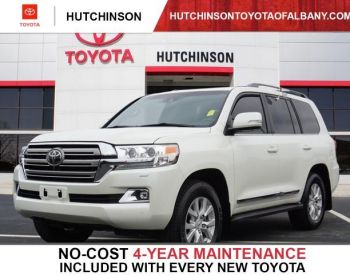 TOYOTA
HUTCHINSON
HUTCHINSONTOYOTAOFALBANY.COM
TOYOTA
HUTCHINSON
NO-COST 4-YEAR MAINTENANCE
INCLUDED WITH EVERY NEW TOYOTA